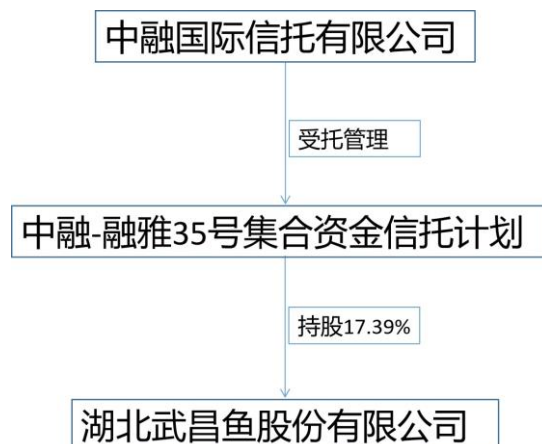 中融国际信托有限公司
受托管理
中融-融雅35号集合资金信托计划
持股17.39%
湖北武昌鱼股份有限公司